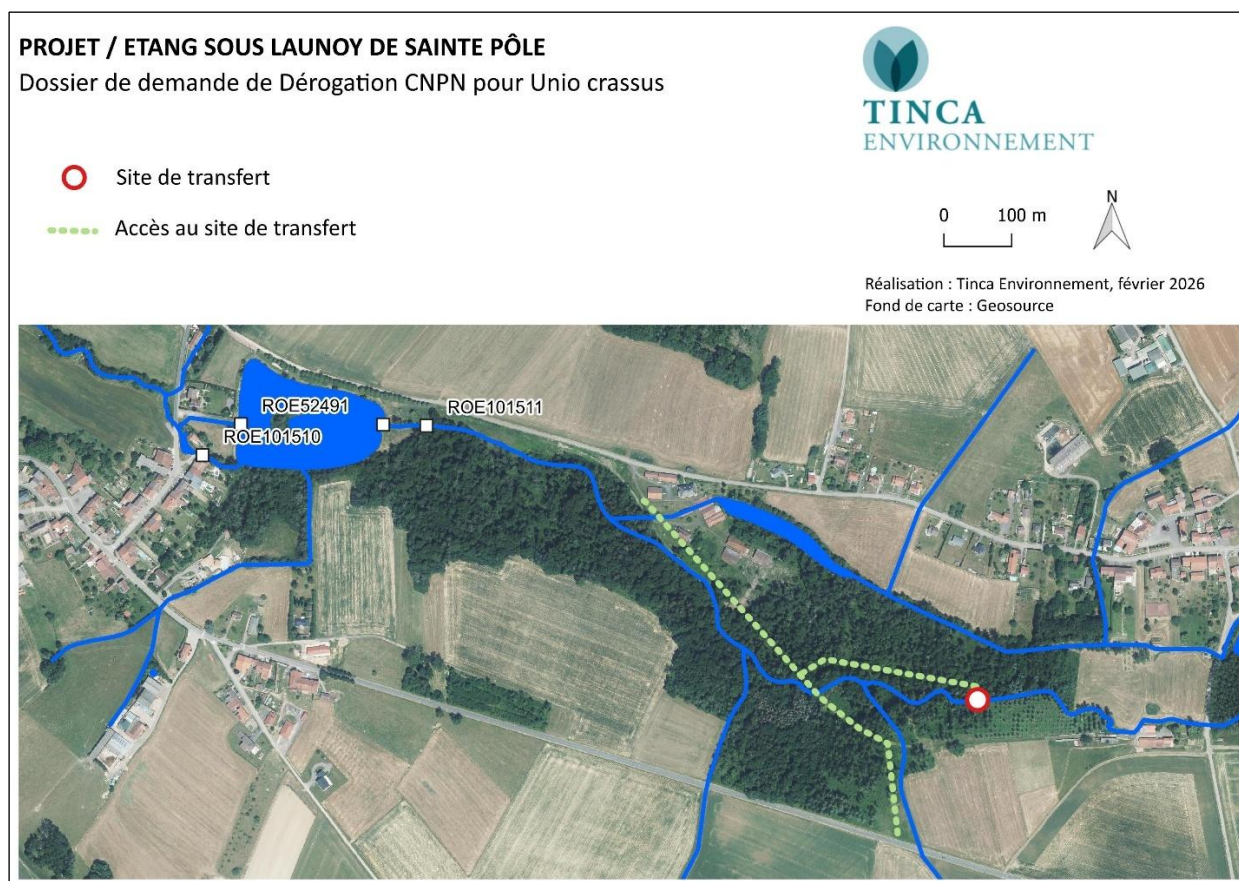 PROJET / ETANG SOUS LAUNOY DE SAINTE PÔLE
Dossier de demande de Dérogation CNPN pour Unio crassus
TINCA
ENVIRONNEMENT
Site de transfert
Accès au site de transfert
0 100 m
N
Réalisation : Tinca Environnement, février 2026
Fond de carte : Geosource
ROE52491
ROE101511
ROE101510